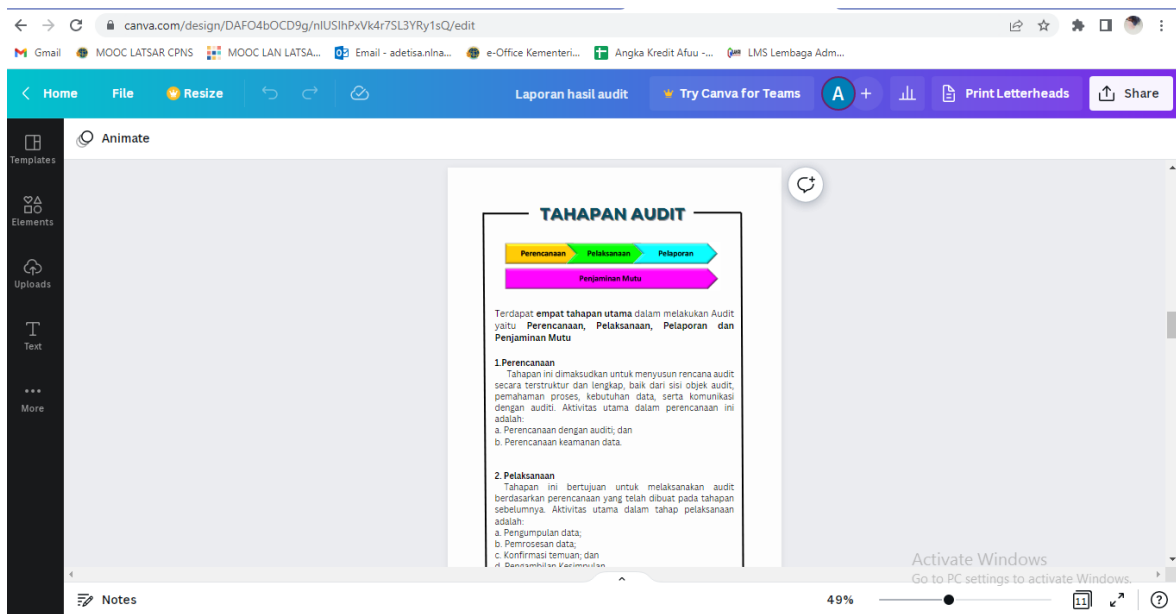 canva.com/design/DAFO4bOCD9g/nIUSIhPxVk4r7SL3YRy1sQ/edit
Gmail MOOC LATSAR CPNS MOOC LAN LATSA... Email - adetisa.nlna... e-Office Kementeri... Angka Kredit Afuu -... LMS Lembaga Adm...
Home File Resize Laporan hasil audit Try Canva for Teams A + Print Letterheads Share
Templates
Animate
Elements
Uploads
Text
More
TAHAPAN AUDIT
Perencanaan Pelaksanaan Pelaporan
Penjaminan Mutu
Terdapat empat tahapan utama dalam melakukan Audit
yaitu Perencanaan, Pelaksanaan, Pelaporan dan
Penjaminan Mutu
1.Perencanaan
Tahapan ini dimaksudkan untuk menyusun rencana audit
secara terstruktur dan lengkap, baik dari sisi objek audit,
pemahaman proses, kebutuhan data, serta komunikasi
dengan auditi. Aktivitas utama dalam perencanaan ini
adalah:
a. Perencanaan dengan auditi; dan
b. Perencanaan keamanan data.
2. Pelaksanaan
Tahapan ini bertujuan untuk melaksanakan audit
berdasarkan perencanaan yang telah dibuat pada tahapan
sebelumnya. Aktivitas utama dalam tahap pelaksanaan
adalah:
a. Pengumpulan data;
b. Pemrosesan data;
c. Konfirmasi temuan; dan
d. Pengambilan Kesimpulan
Activate Windows
Go to PC settings to activate Windows.
Notes 49% 11